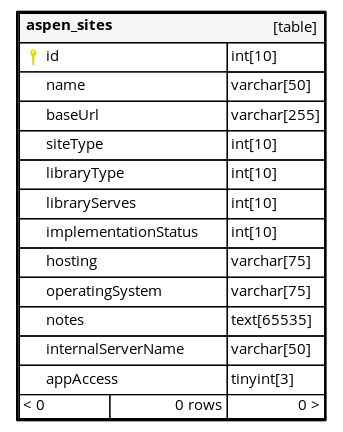 aspen_sites [table]
id int[10]
name varchar[50]
baseUrl varchar[255]
siteType int[10]
libraryType int[10]
libraryServes int[10]
implementationStatus int[10]
hosting varchar[75]
operatingSystem varchar[75]
notes text[65535]
internalServerName varchar[50]
appAccess tinyint[3]
< 0 0 rows 0 >